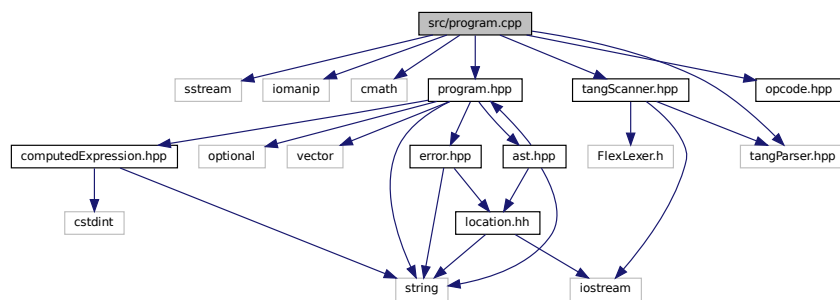 src/program.cpp
sstream
iomanip
cmath
program.hpp
tangScanner.hpp
opcode.hpp
computedExpression.hpp
optional
vector
error.hpp
ast.hpp
FlexLexer.h
tangParser.hpp
cstdint
location.hh
string
iostream